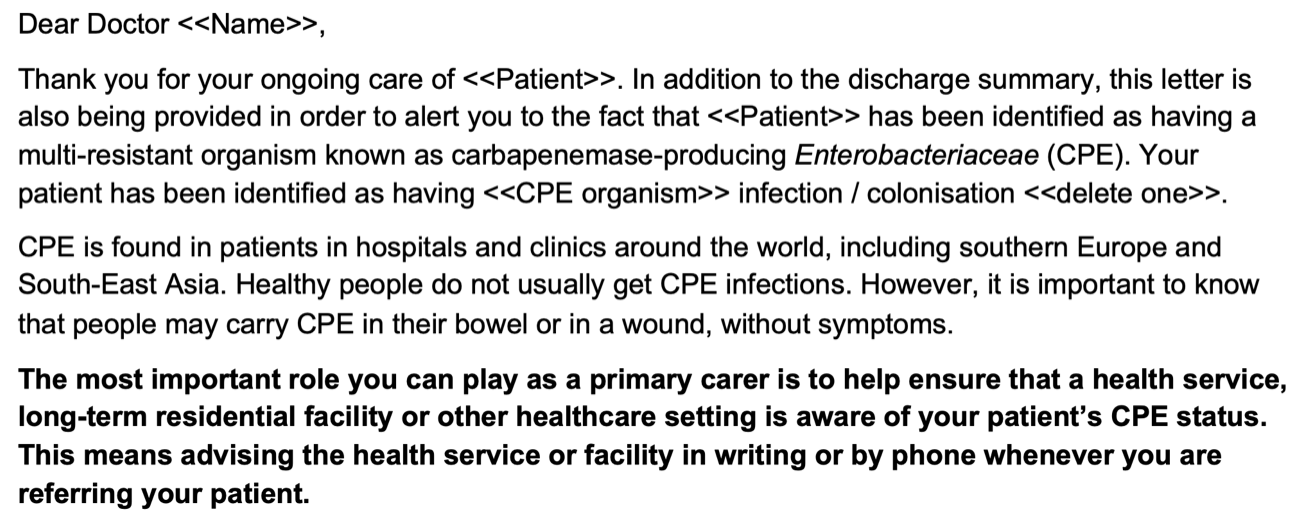 Dear Doctor <<Name>>,
Thank you for your ongoing care of <<Patient>>. In addition to the discharge summary, this letter is
also being provided in order to alert you to the fact that <<Patient>> has been identified as having a
multi-resistant organism known as carbapenemase-producing Enterobacteriaceae (CPE). Your
patient has been identified as having <<CPE organism>> infection / colonisation <<delete one>>.
CPE is found in patients in hospitals and clinics around the world, including southern Europe and
South-East Asia. Healthy people do not usually get CPE infections. However, it is important to know
that people may carry CPE in their bowel or in a wound, without symptoms.
The most important role you can play as a primary carer is to help ensure that a health service,
long-term residential facility or other healthcare setting is aware of your patient’s CPE status.
This means advising the health service or facility in writing or by phone whenever you are
referring your patient.